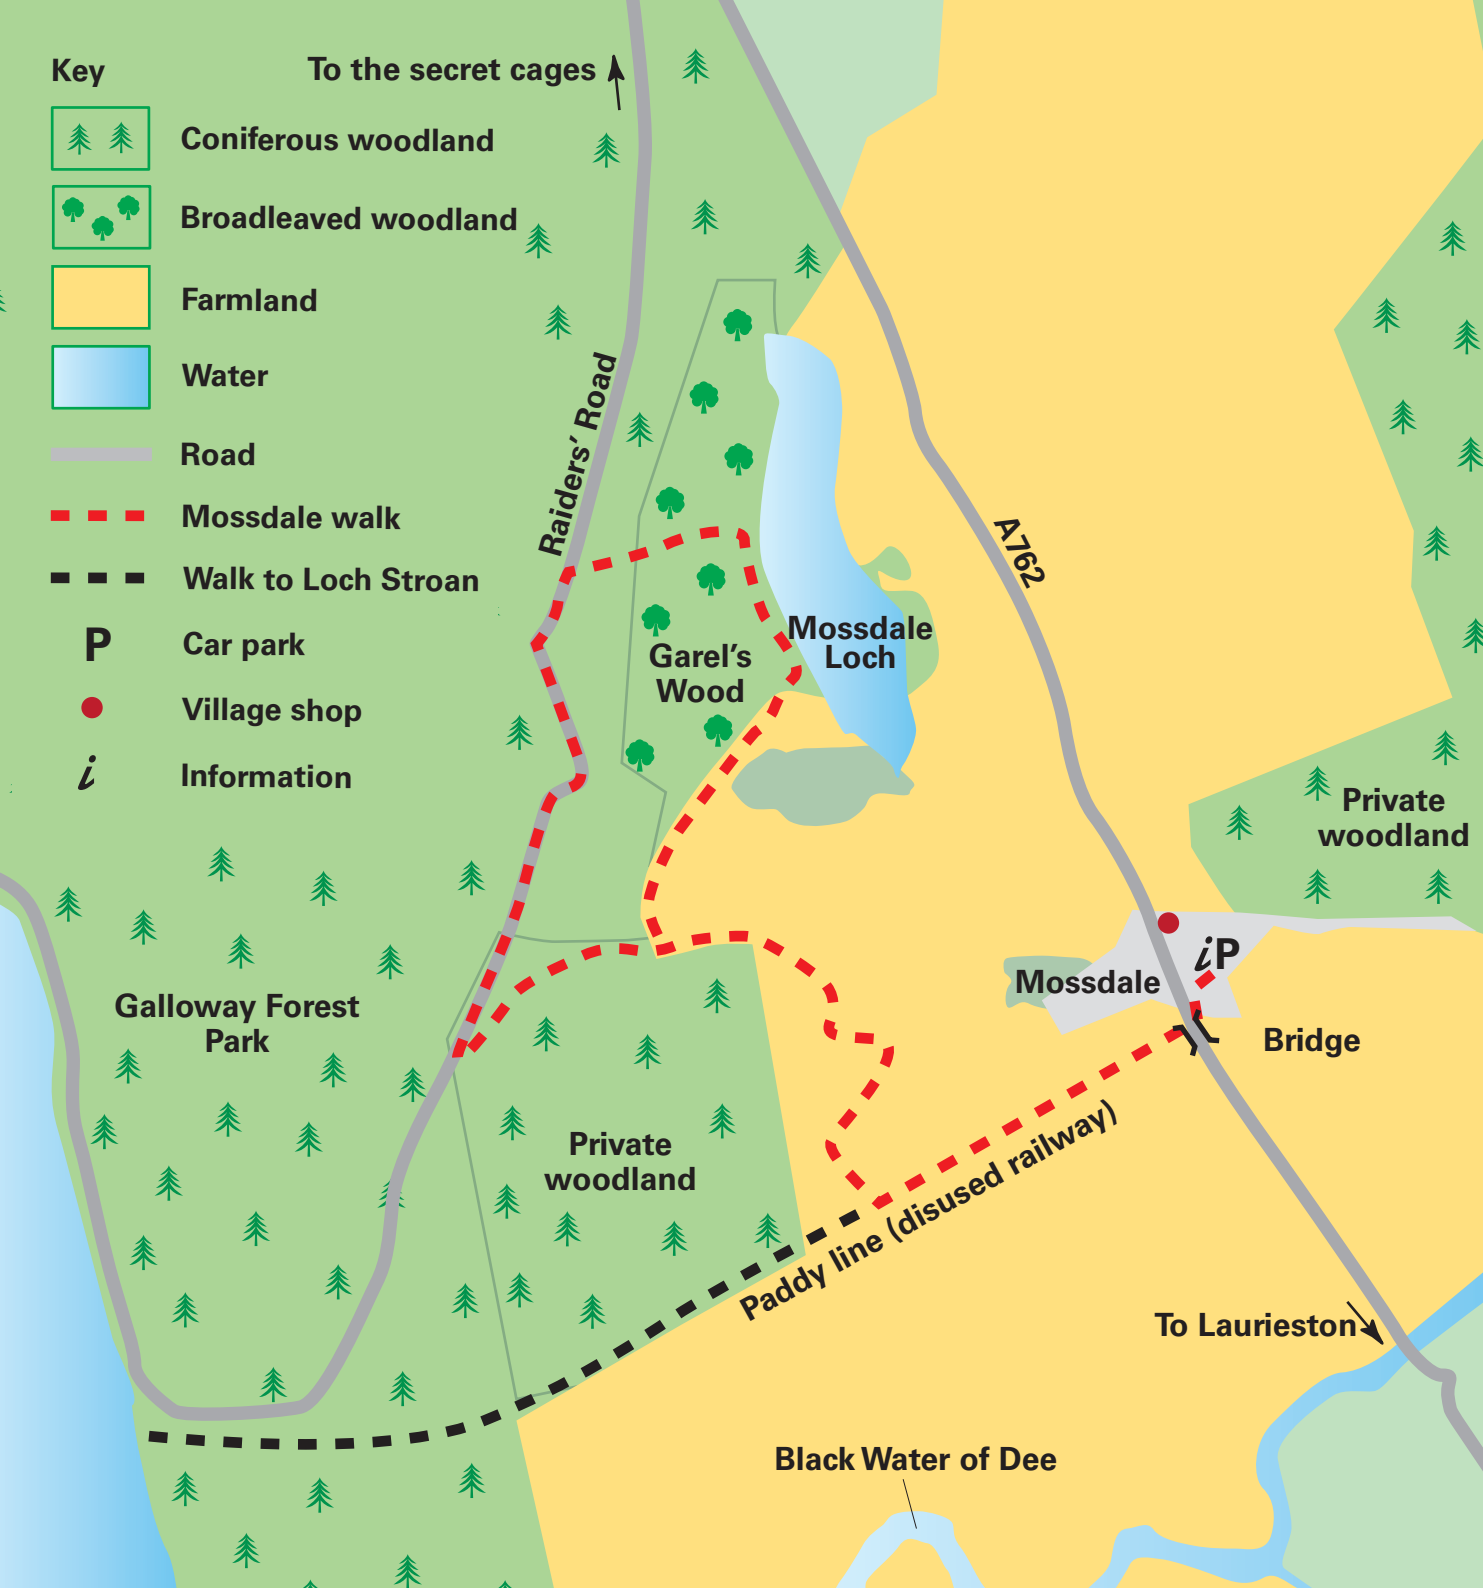 Key
To the secret cages
Coniferous woodland
Broadleaved woodland
Farmland
Water
Road
Mossdale walk
Walk to Loch Stroan
P
Car park
Village shop
i
Information
Raiders' Road
A762
Mossdale
Loch
Garel's
Wood
Private
woodland
iP
Mossdale
Galloway Forest
Park
Bridge
Private
woodland
Paddy line (disused railway)
To Laurieston
Black Water of Dee